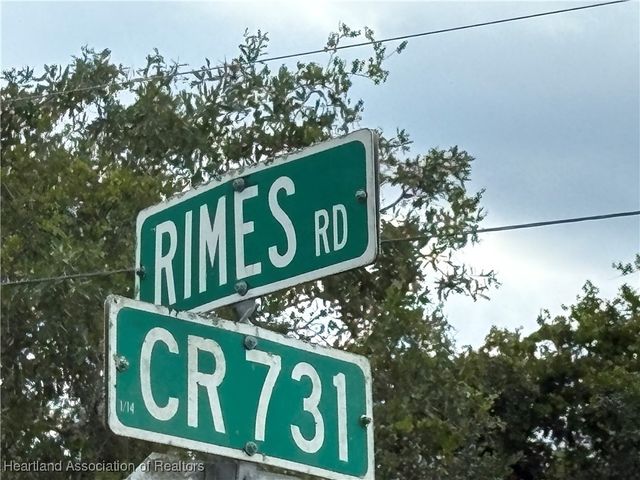 RIMES RD
CR 731
1/14
Heartland Association of Realtors